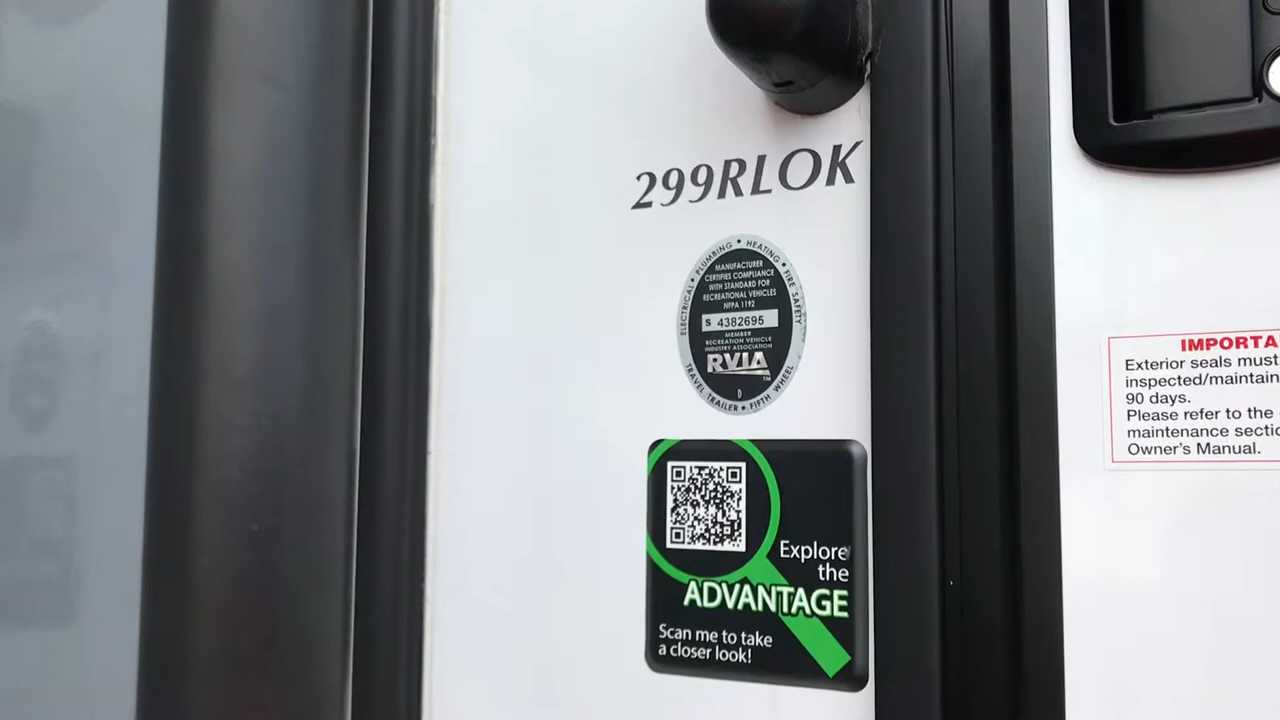 299RLOK
ELECTRICAL • PLUMBING • HEATING • FIRE SAFETY
MANUFACTURER
CERTIFIES COMPLIANCE
WITH STANDARD FOR
RECREATIONAL VEHICLES
NFPA 1192
S 4382695
MEMBER
RECREATION VEHICLE
INDUSTRY ASSOCIATION
RVIA
TM
D
TRAVEL TRAILER • FIFTH WHEEL
Explore
the
ADVANTAGE
Scan me to take
a closer look!
Exterior seals must
inspected/maintain
90 days.
Please refer to the
maintenance
Owner's Manual.